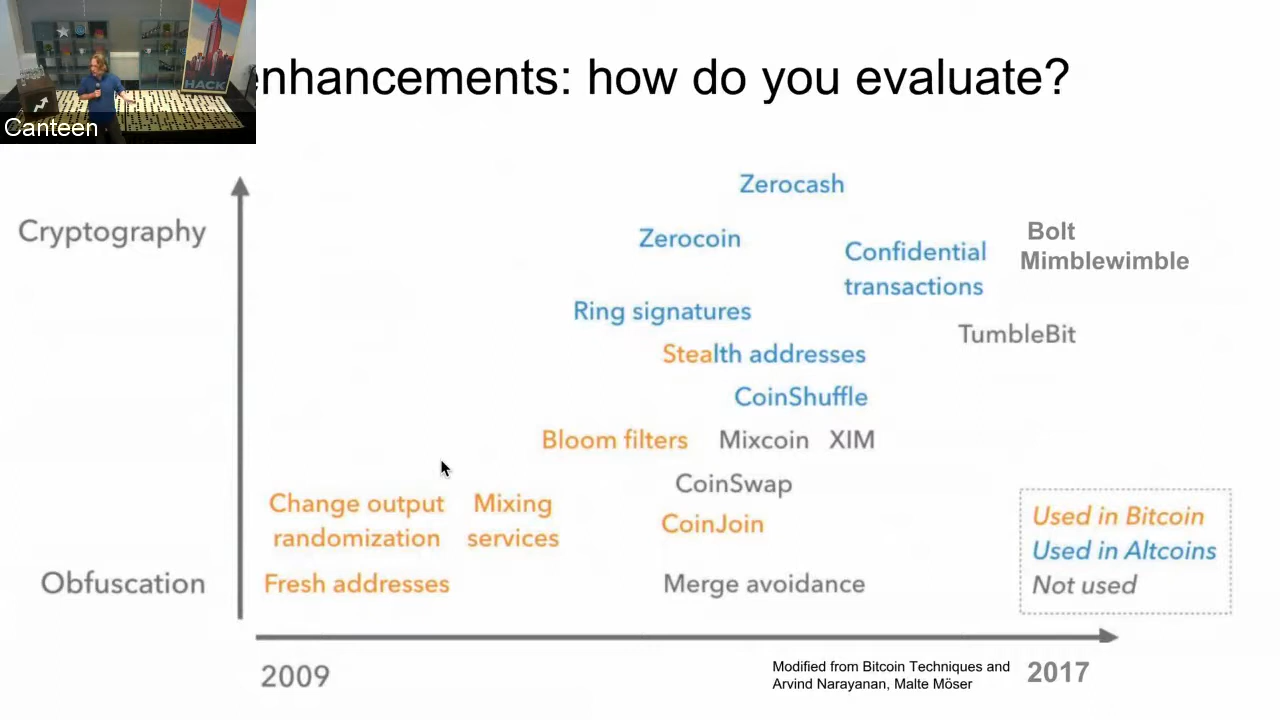 HACK
Canteen
nhancements: how do you evaluate?
Cryptography
Obfuscation
Zerocash
Zerocoin
Confidential
transactions
Bolt
Mimblewimble
Ring signatures
TumbleBit
Stealth addresses
CoinShuffle
Bloom filters
Mixcoin
XIM
CoinSwap
Change output
randomization
Mixing
services
CoinJoin
Fresh addresses
Merge avoidance
Used in Bitcoin
Used in Altcoins
Not used
2009
2017
Modified from Bitcoin Techniques and
Arvind Narayanan, Malte Möser